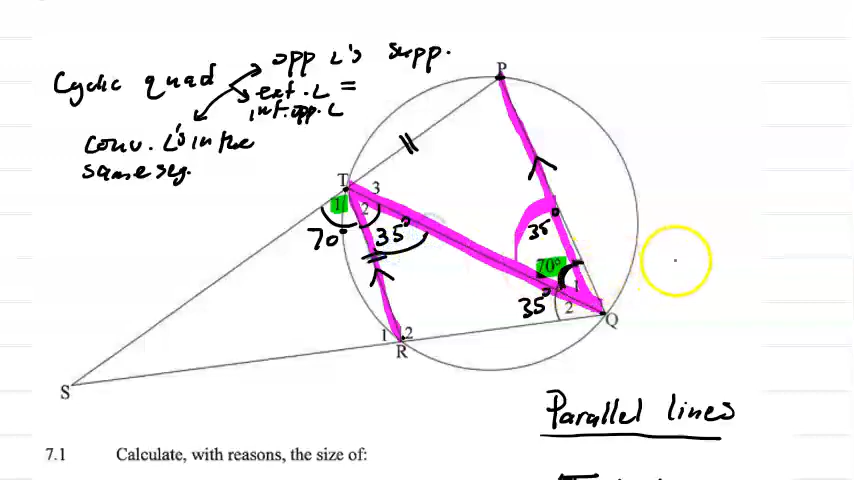 opp L's supp.
Cyclic quad
ext. L =
int. opp. L
conv. L's in the
same seg.
P
T
3
1
2
70°
35°
35°
70°
1
35°
2
Q
1 2
R
S
Parallel lines
7.1 Calculate, with reasons, the size of: